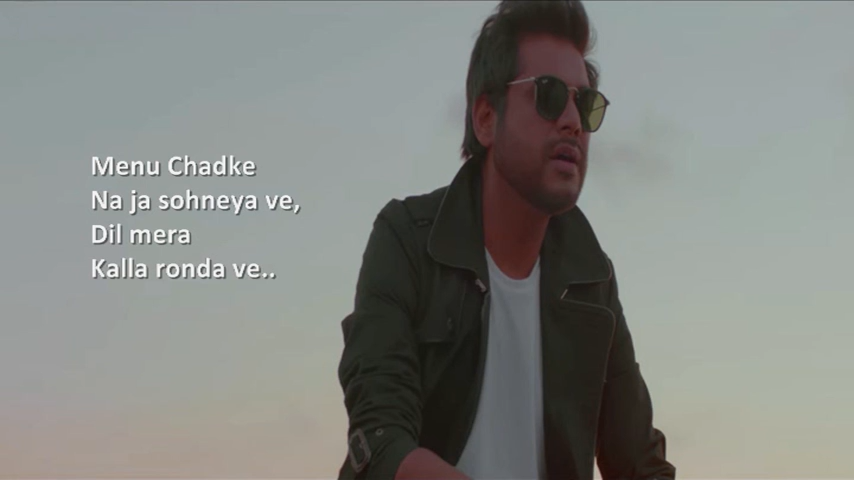 Menu Chadke
Na ja sohneya ve,
Dil mera
Kalla ronda ve..